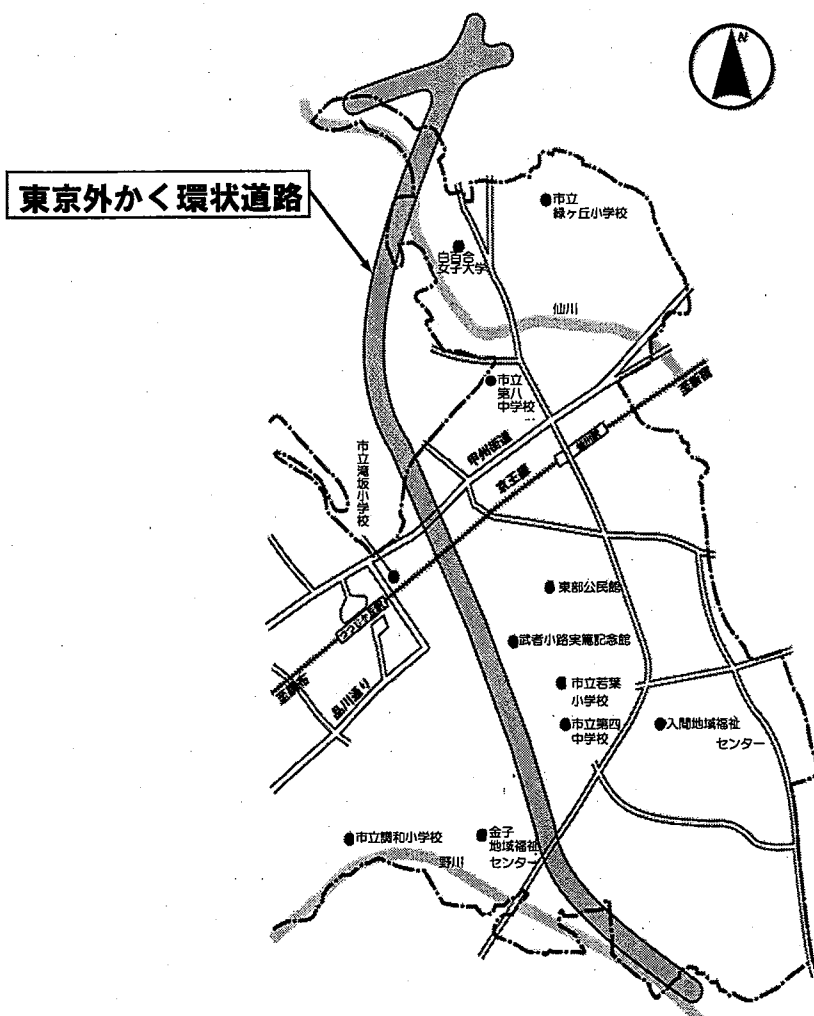 N
東京外かく環状道路
市立
緑ヶ丘小学校
白百合
女子大学
仙川
市立
第八
中学校
至新宿
甲州街道
仙川駅
京王線
市立滝坂小学校
東部公民館
つつじヶ丘駅
武者小路実篤記念館
市立若葉
小学校
品川通り
市立第四
中学校
入間地域福祉
センター
市立調和小学校
金子
地域福祉
センター
野川